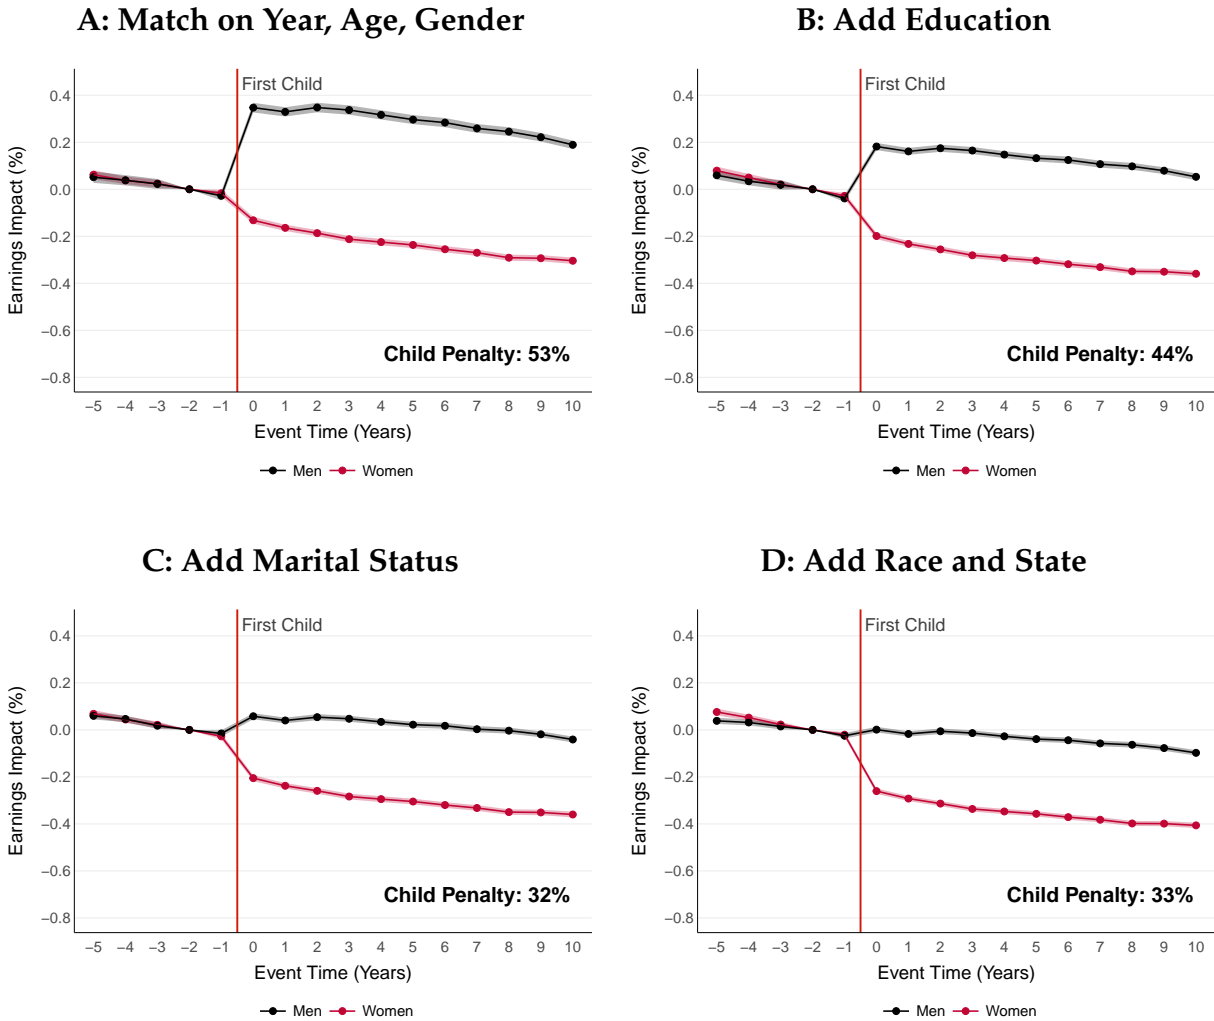 A: Match on Year, Age, Gender
First Child
0.4
0.2
0.0
−0.2
−0.4
−0.6
−0.8
Earnings Impact (%)
Child Penalty: 53%
−5 −4 −3 −2 −1 0 1 2 3 4 5 6 7 8 9 10
Event Time (Years)
Men Women
B: Add Education
First Child
0.4
0.2
0.0
−0.2
−0.4
−0.6
−0.8
Earnings Impact (%)
Child Penalty: 44%
−5 −4 −3 −2 −1 0 1 2 3 4 5 6 7 8 9 10
Event Time (Years)
Men Women
C: Add Marital Status
First Child
0.4
0.2
0.0
−0.2
−0.4
−0.6
−0.8
Earnings Impact (%)
Child Penalty: 32%
−5 −4 −3 −2 −1 0 1 2 3 4 5 6 7 8 9 10
Event Time (Years)
Men Women
D: Add Race and State
First Child
0.4
0.2
0.0
−0.2
−0.4
−0.6
−0.8
Earnings Impact (%)
Child Penalty: 33%
−5 −4 −3 −2 −1 0 1 2 3 4 5 6 7 8 9 10
Event Time (Years)
Men Women